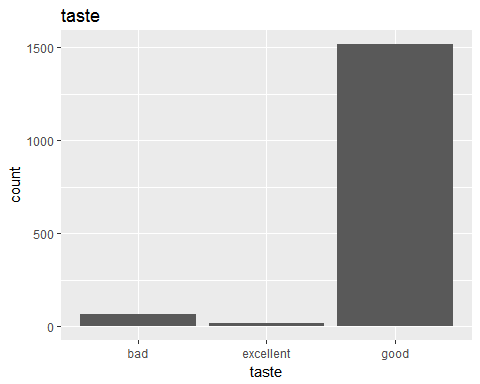 taste
1500
1000
500
0
count
bad excellent good
taste